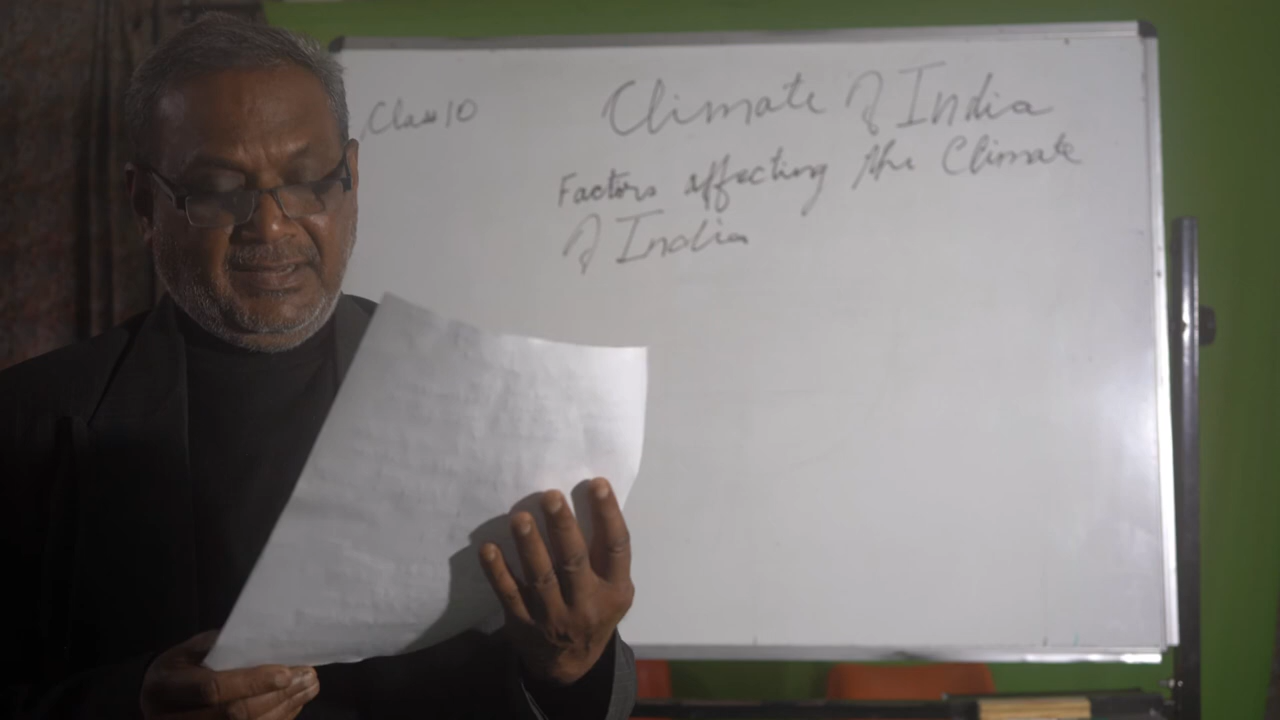 Class 10
Climate of India
Factors affecting the Climate
of India